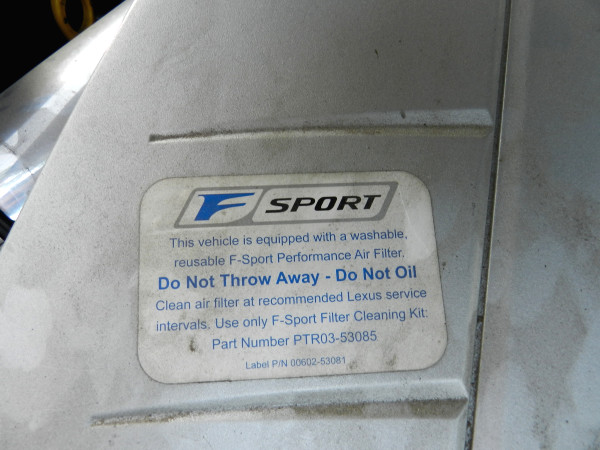 F SPORT
This vehicle is equipped with a washable,
reusable F-Sport Performance Air Filter.
Do Not Throw Away - Do Not Oil
Clean air filter at recommended Lexus service
intervals. Use only F-Sport Filter Cleaning Kit:
Part Number PTR03-53085
Label P/N 00602-53081